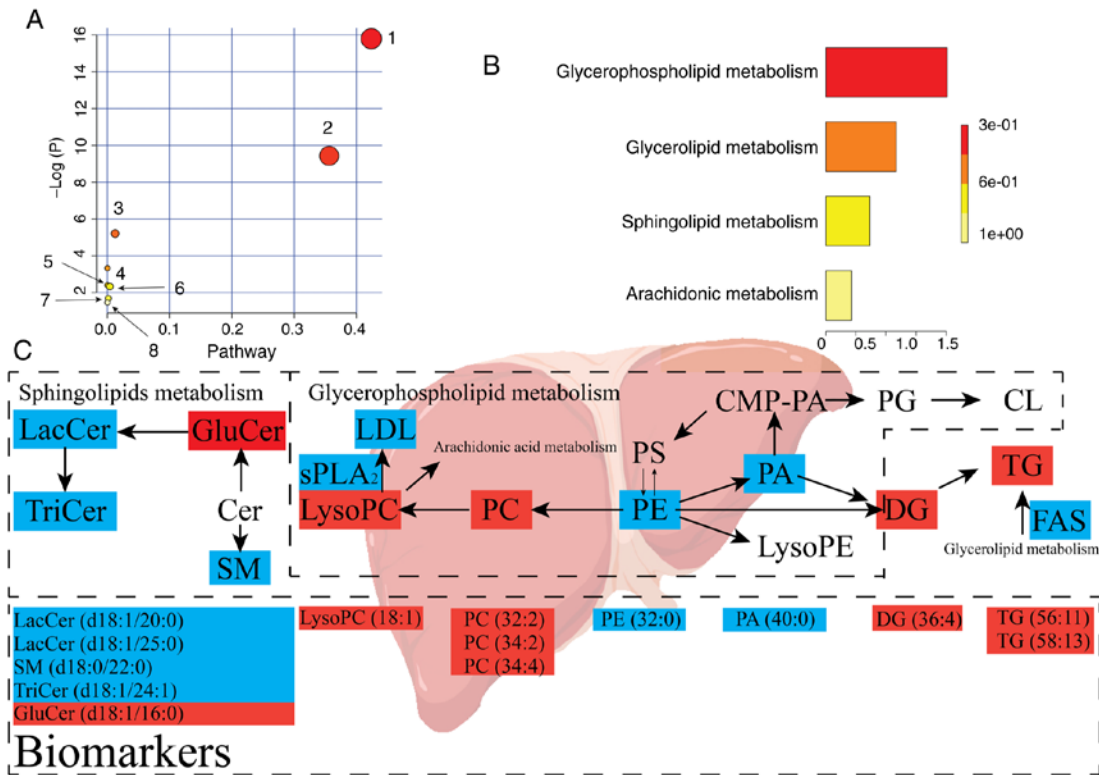 A
16
14
12
10
8
6
4
2
-Log (P)
1
2
3
4
5
6
7
8
0.0
0.1
0.2
0.3
0.4
Pathway
B
Glycerophospholipid metabolism
Glycerolipid metabolism
Sphingolipid metabolism
Arachidonic metabolism
3e-01
6e-01
1e+00
0
0.5
1.0
1.5
C
Sphingolipids metabolism
LacCer
GluCer
TriCer
Cer
SM
Glycerophospholipid metabolism
LDL
Arachidonic acid metabolism
sPLA2
LysoPC
PC
PS
PE
CMP-PA
PG
CL
PA
LysoPE
DG
TG
FAS
Glycerolipid metabolism
LacCer (d18:1/20:0)
LacCer (d18:1/25:0)
SM (d18:0/22:0)
TriCer (d18:1/24:1)
GluCer (d18:1/16:0)
LysoPC (18:1)
PC (32:2)
PC (34:2)
PC (34:4)
PE (32:0)
PA (40:0)
DG (36:4)
TG (56:11)
TG (58:13)
Biomarkers